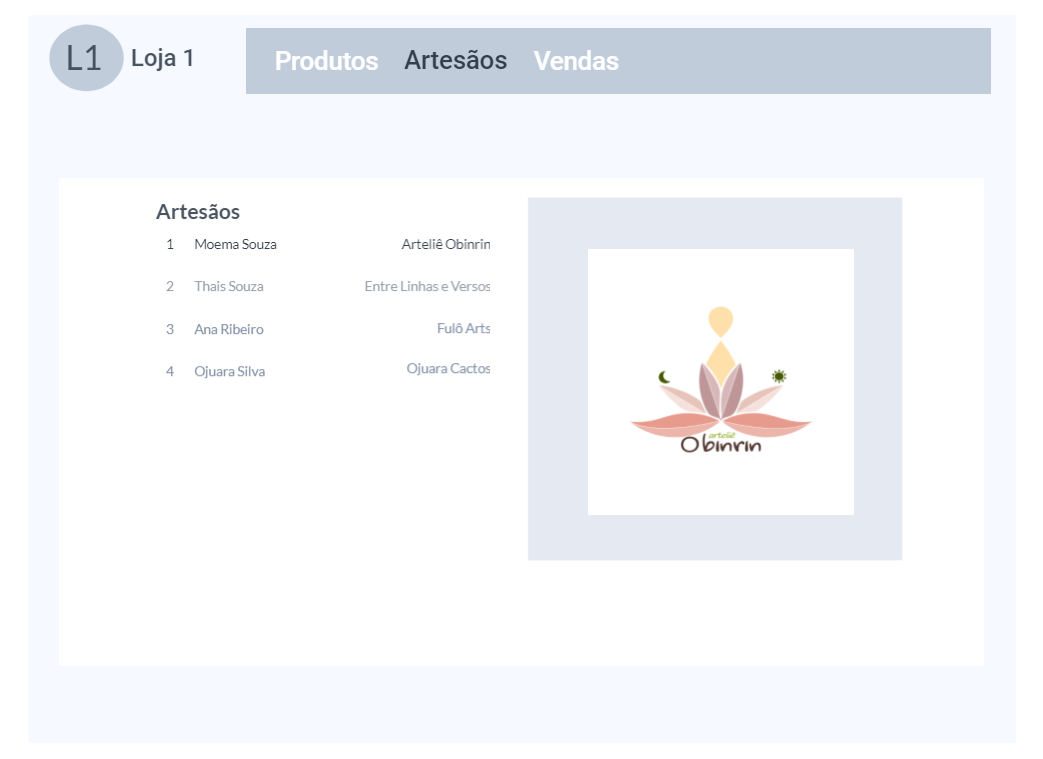 L1 Loja 1 Produtos Artesãos Vendas
Artesãos
1 Moema Souza Arteliê Obinrin
2 Thais Souza Entre Linhas e Versos
3 Ana Ribeiro Fulô Arts
4 Ojuara Silva Ojuara Cactos
arteliê
Obinrin